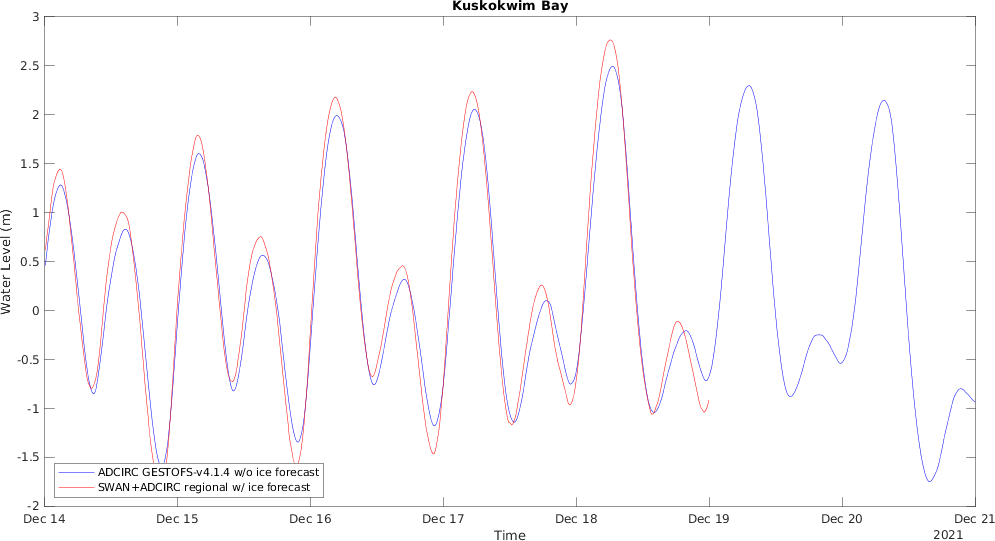 Kuskokwim Bay
3
2.5
2
1.5
1
0.5
0
-0.5
-1
-1.5
-2
Water Level (m)
ADCIRC GESTOFS-v4.1.4 w/o ice forecast
SWAN+ADCIRC regional w/ ice forecast
Dec 14 Dec 15 Dec 16 Dec 17 Dec 18 Dec 19 Dec 20 Dec 21
Time 2021